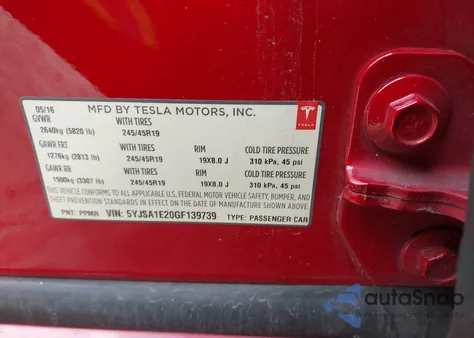 05/16 MFD BY TESLA MOTORS, INC.
GVWR WITH TIRES
2640kg (5820 lb) 245/45R19 TESLA
GAWR FRT WITH TIRES RIM COLD TIRE PRESSURE
1276kg (2813 lb) 245/45R19 19X8.0 J 310 kPa, 45 psi
GAWR RR WITH TIRES RIM COLD TIRE PRESSURE
1500kg (3307 lb) 245/45R19 19X8.0 J 310 kPa, 45 psi
THIS VEHICLE CONFORMS TO ALL APPLICABLE U.S. FEDERAL MOTOR VEHICLE SAFETY, BUMPER, AND
THEFT PREVENTION STANDARDS IN EFFECT ON THE DATE OF MANUFACTURE SHOWN ABOVE.
PNT: PPMR VIN: 5YJSA1E20GF139739 TYPE: PASSENGER CAR
autoSnap